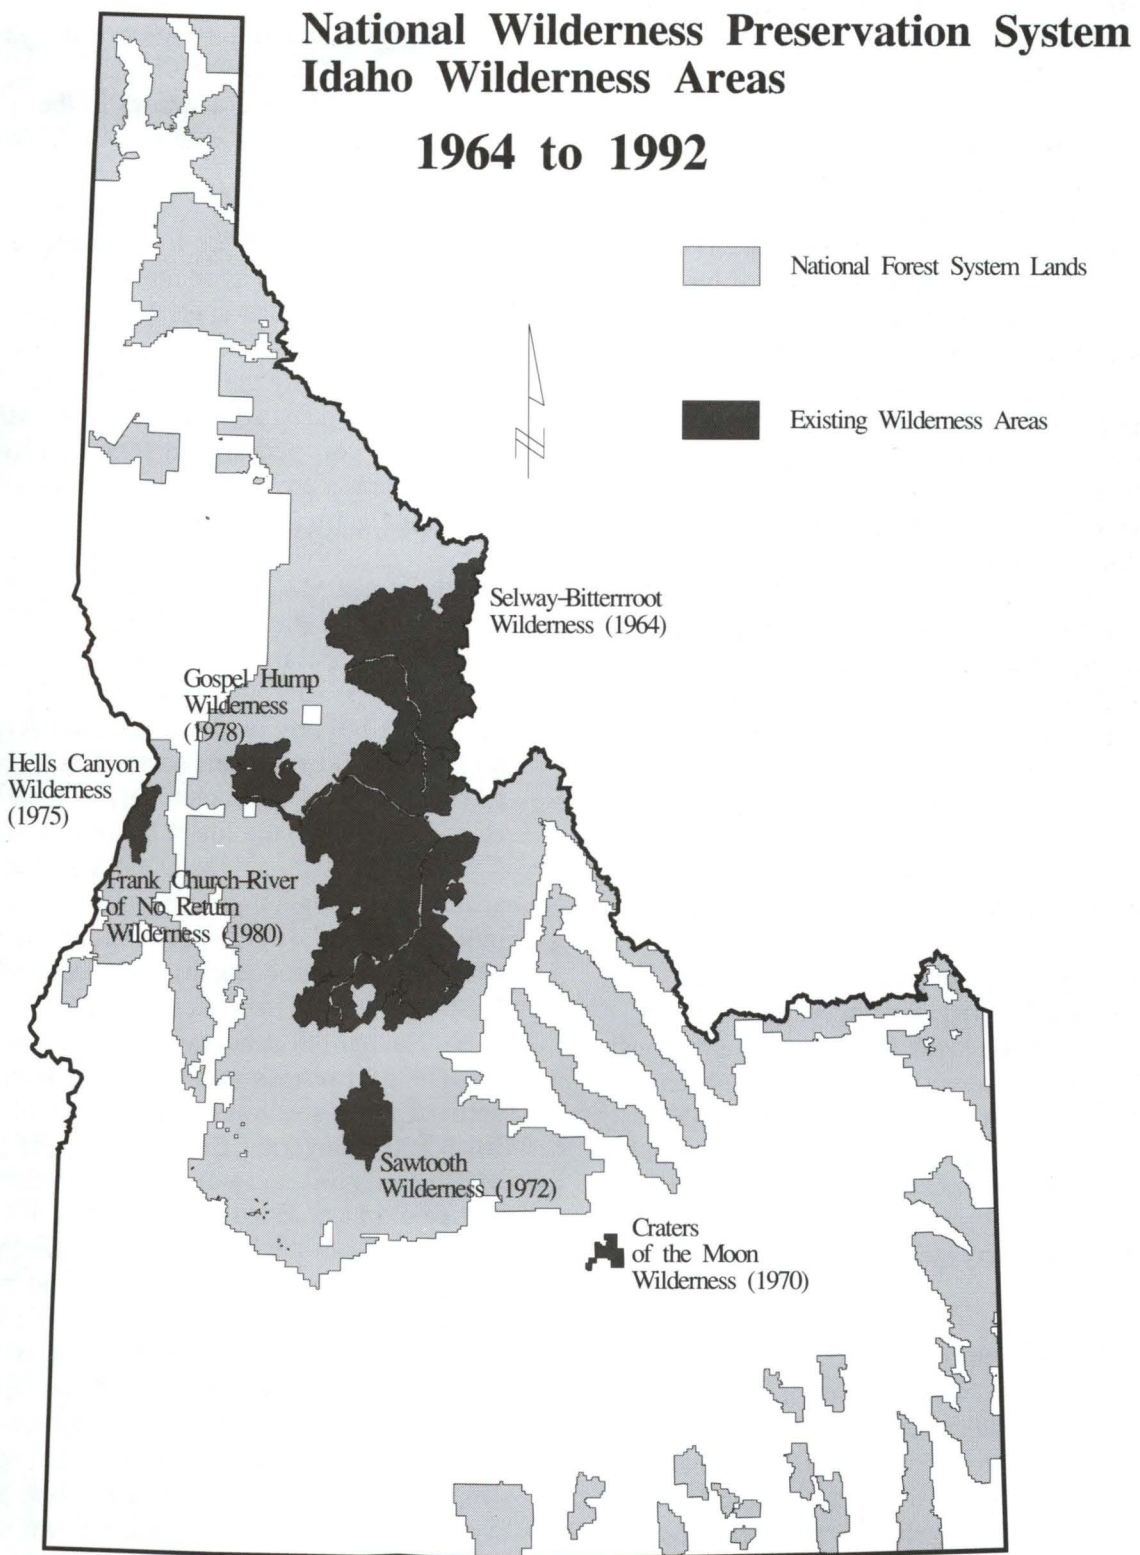 National Wilderness Preservation System
Idaho Wilderness Areas
1964 to 1992
National Forest System Lands
Existing Wilderness Areas
Selway-Bitterrroot
Wilderness (1964)
Gospel Hump
Wilderness
(1978)
Hells Canyon
Wilderness
(1975)
Frank Church-River
of No Return
Wilderness (1980)
Sawtooth
Wilderness (1972)
Craters
of the Moon
Wilderness (1970)